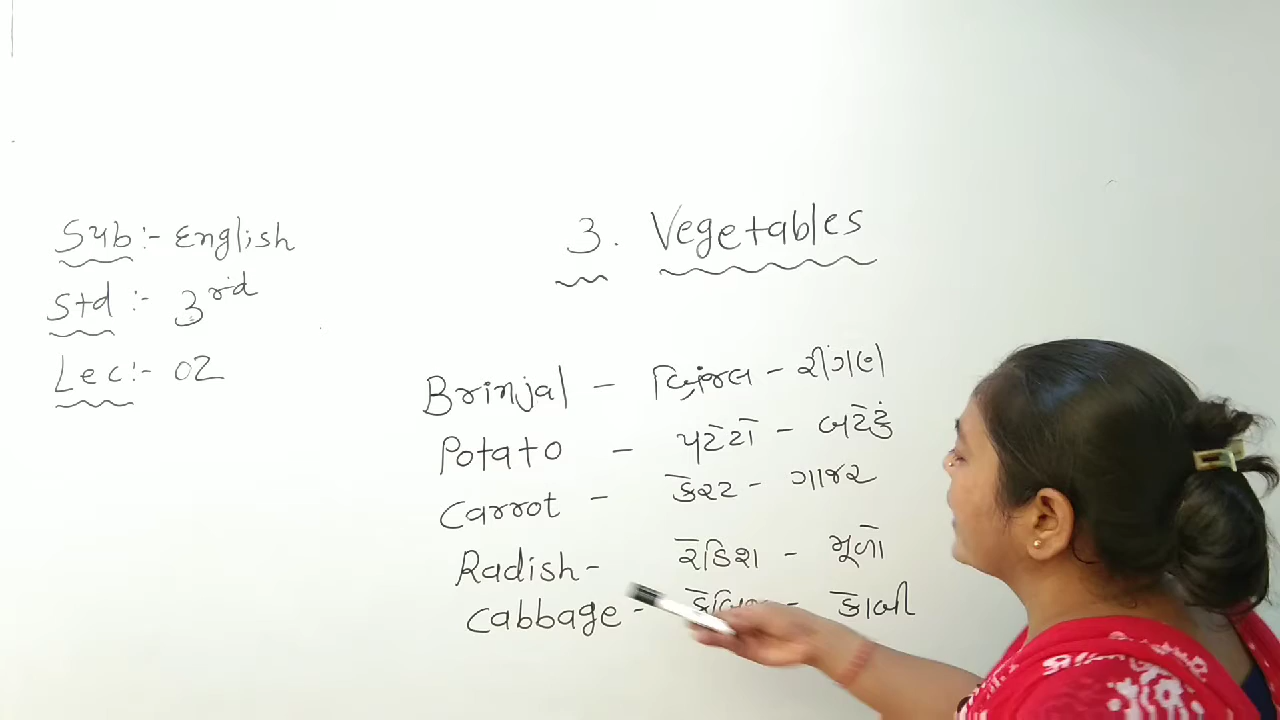 Sub:- English
Std :- 3rd
Lec:- 02
3. Vegetables
Brinjal - બ્રિંજલ - રીંગણ
Potato - પટેટો - બટેકું
Carrot - કેરટ - ગાજર
Radish- રેડિશ - મૂળો
Cabbage - - કોબી